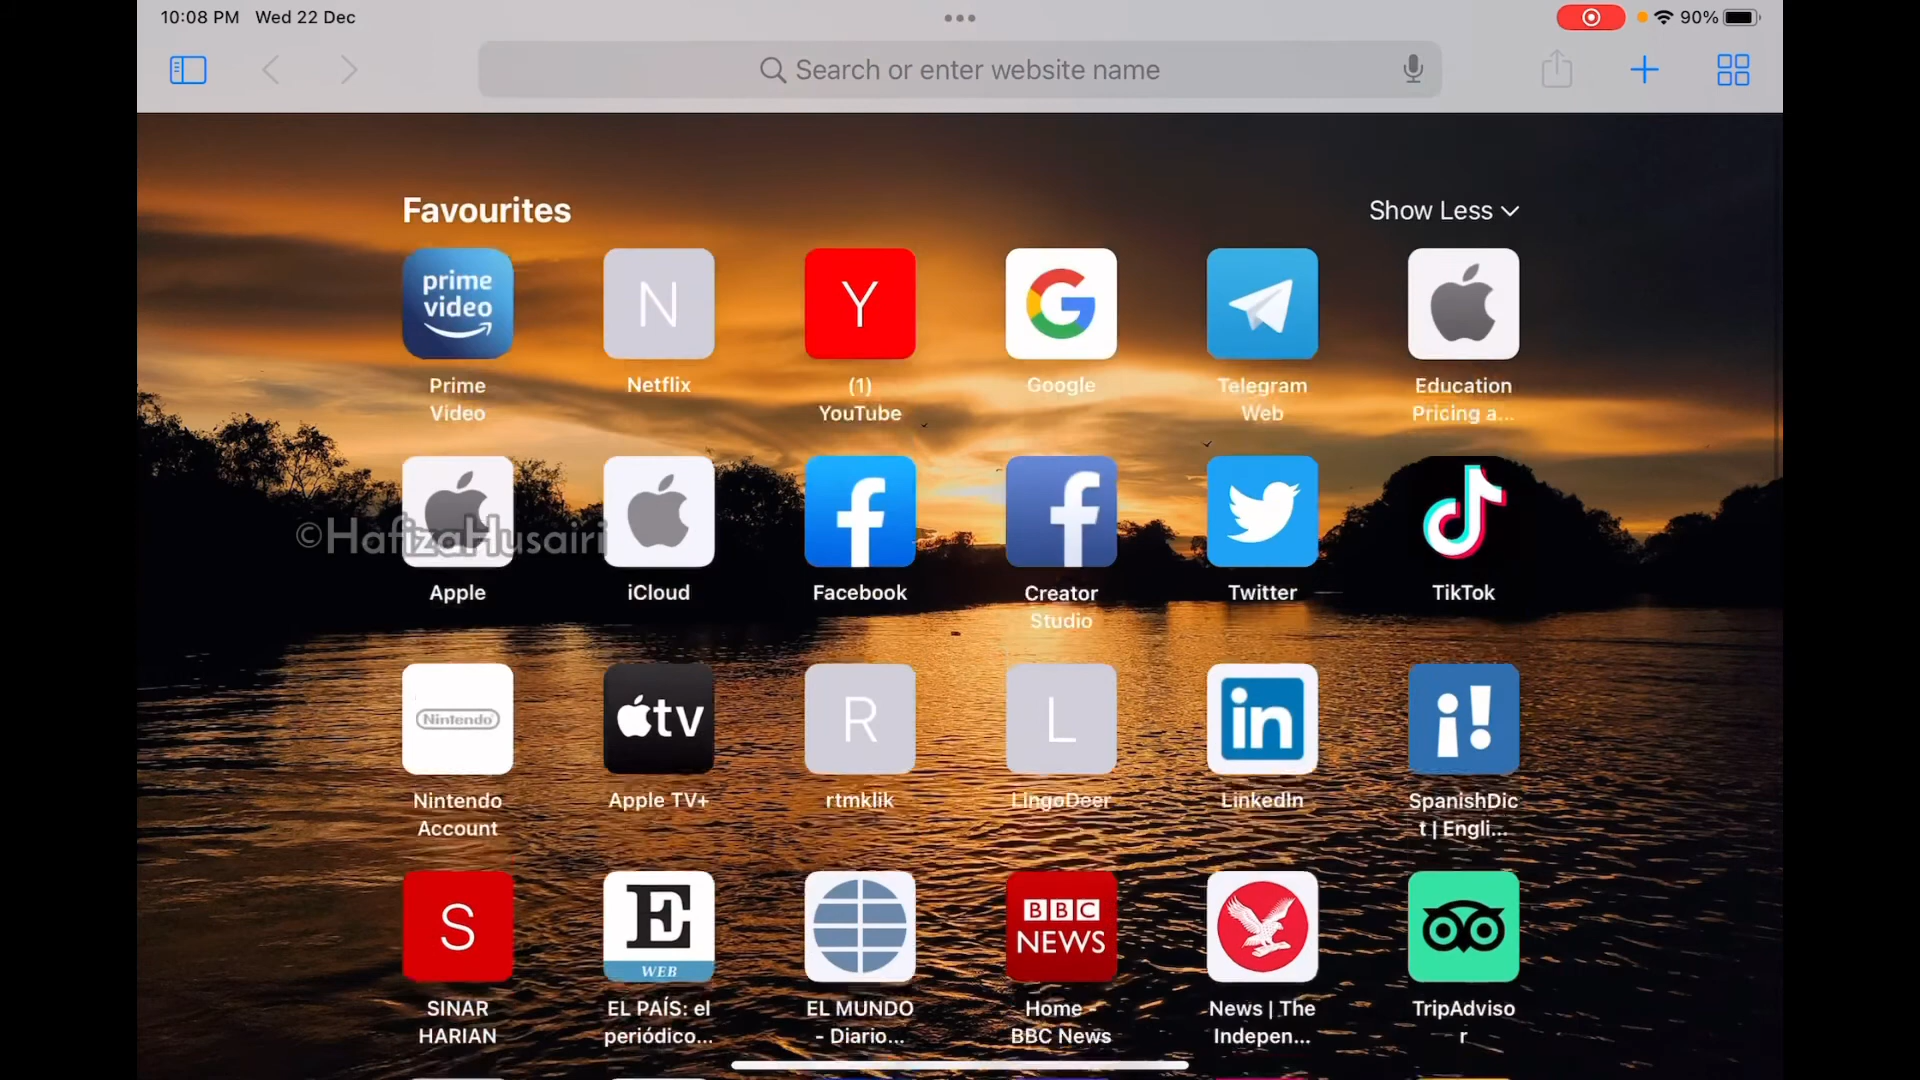 10:08 PM Wed 22 Dec
90%
Search or enter website name
Favourites
Show Less
prime
video
N
Y
G
Prime
Video
Netflix
(1)
YouTube
Google
Telegram
Web
Education
Pricing a...
©HafizaHusairi
f
f
Apple
iCloud
Facebook
Creator
Studio
Twitter
TikTok
Nintendo
tv
R
L
in
¡!
Nintendo
Account
Apple TV+
rtmklik
LingoDeer
LinkedIn
SpanishDic
t | Engli...
S
E
WEB
BBC
NEWS
SINAR
HARIAN
EL PAÍS: el
periódico...
EL MUNDO
- Diario...
Home -
BBC News
News | The
Indepen...
TripAdviso
r